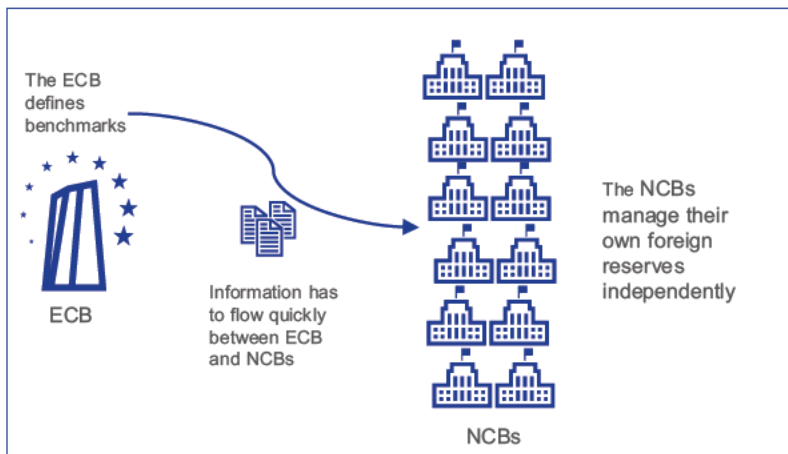 The ECB
defines
benchmarks
ECB
Information has
to flow quickly
between ECB
and NCBs
NCBs
The NCBs
manage their
own foreign
reserves
independently